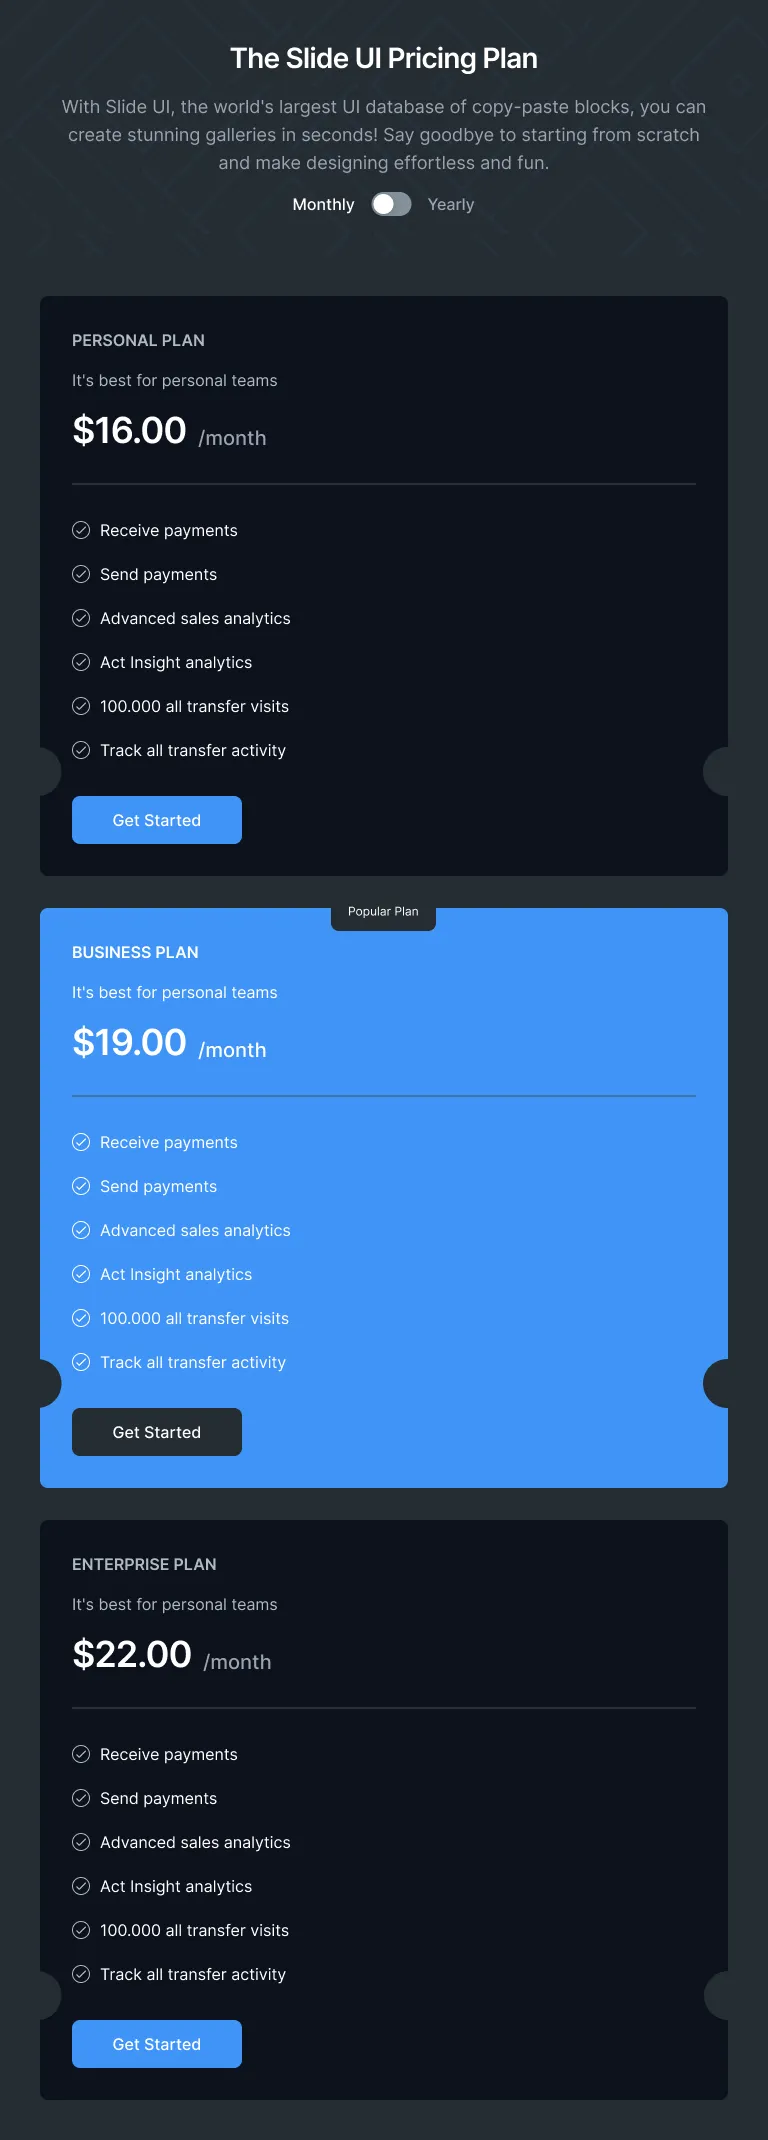 The Slide UI Pricing Plan
With Slide UI, the world's largest UI database of copy-paste blocks, you can
create stunning galleries in seconds! Say goodbye to starting from scratch
and make designing effortless and fun.
Monthly Yearly
PERSONAL PLAN
It's best for personal teams
$16.00 /month
Receive payments
Send payments
Advanced sales analytics
Act Insight analytics
100.000 all transfer visits
Track all transfer activity
Get Started
Popular Plan
BUSINESS PLAN
It's best for personal teams
$19.00 /month
Receive payments
Send payments
Advanced sales analytics
Act Insight analytics
100.000 all transfer visits
Track all transfer activity
Get Started
ENTERPRISE PLAN
It's best for personal teams
$22.00 /month
Receive payments
Send payments
Advanced sales analytics
Act Insight analytics
100.000 all transfer visits
Track all transfer activity
Get Started